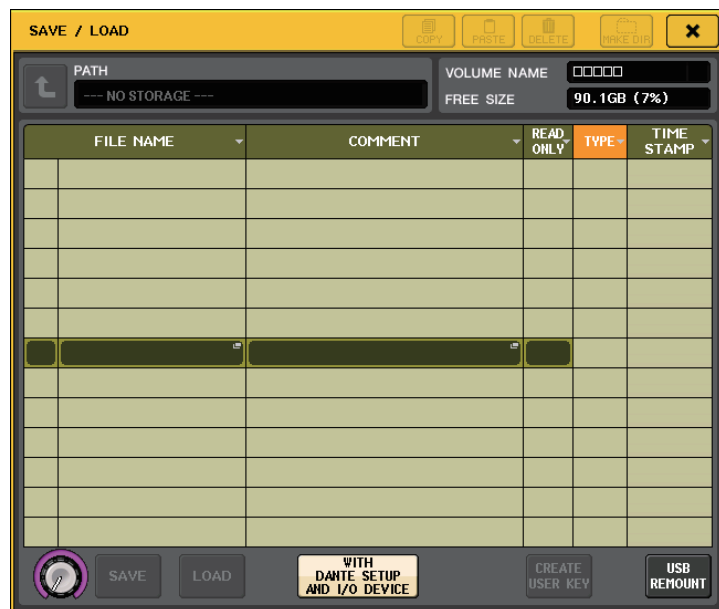 SAVE / LOAD
COPY
PASTE
DELETE
MAKE DIR
PATH
--- NO STORAGE ---
VOLUME NAME □□□□□
FREE SIZE 90.1GB (7%)
FILE NAME
COMMENT
READ ONLY
TYPE
TIME STAMP
SAVE
LOAD
WITH
DANTE SETUP
AND I/O DEVICE
CREATE
USER KEY
USB
REMOUNT